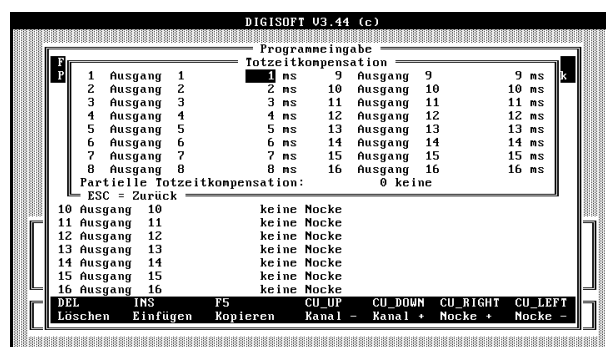 DIGISOFT V3.44 (c)
Programmeingabe
F
Totzeitkompensation
P k
1 Ausgang 1 1 ms 9 Ausgang 9 9 ms
2 Ausgang 2 2 ms 10 Ausgang 10 10 ms
3 Ausgang 3 3 ms 11 Ausgang 11 11 ms
4 Ausgang 4 4 ms 12 Ausgang 12 12 ms
5 Ausgang 5 5 ms 13 Ausgang 13 13 ms
6 Ausgang 6 6 ms 14 Ausgang 14 14 ms
7 Ausgang 7 7 ms 15 Ausgang 15 15 ms
8 Ausgang 8 8 ms 16 Ausgang 16 16 ms
Partielle Totzeitkompensation: 0 keine
ESC = Zurück
10 Ausgang 10 keine Nocke
11 Ausgang 11 keine Nocke
12 Ausgang 12 keine Nocke
13 Ausgang 13 keine Nocke
14 Ausgang 14 keine Nocke
15 Ausgang 15 keine Nocke
16 Ausgang 16 keine Nocke
DEL INS F5 CU_UP CU_DOWN CU_RIGHT CU_LEFT
Löschen Einfügen Kopieren Kanal - Kanal + Nocke + Nocke -